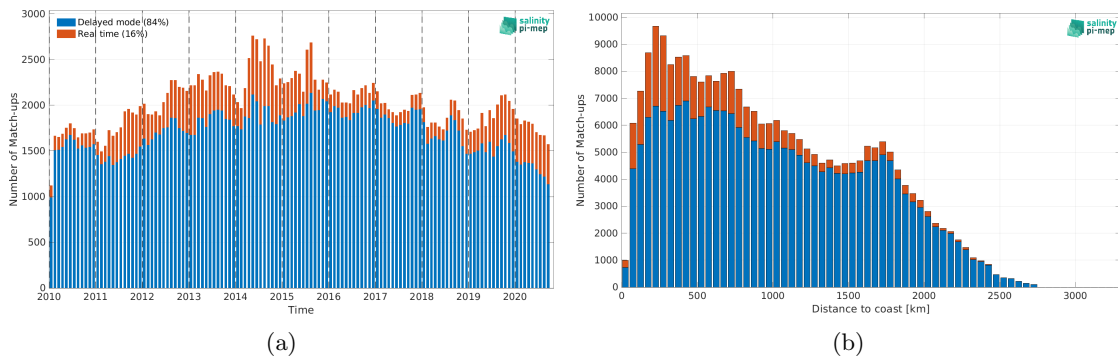 Delayed mode (84%)
Real time (16%)
salinity
pi-mep
Number of Match-ups
3000
2500
2000
1500
1000
500
0
2010 2011 2012 2013 2014 2015 2016 2017 2018 2019 2020
Time
(a)
salinity
pi-mep
Number of Match-ups
10000
9000
8000
7000
6000
5000
4000
3000
2000
1000
0
0 500 1000 1500 2000 2500 3000
Distance to coast [km]
(b)